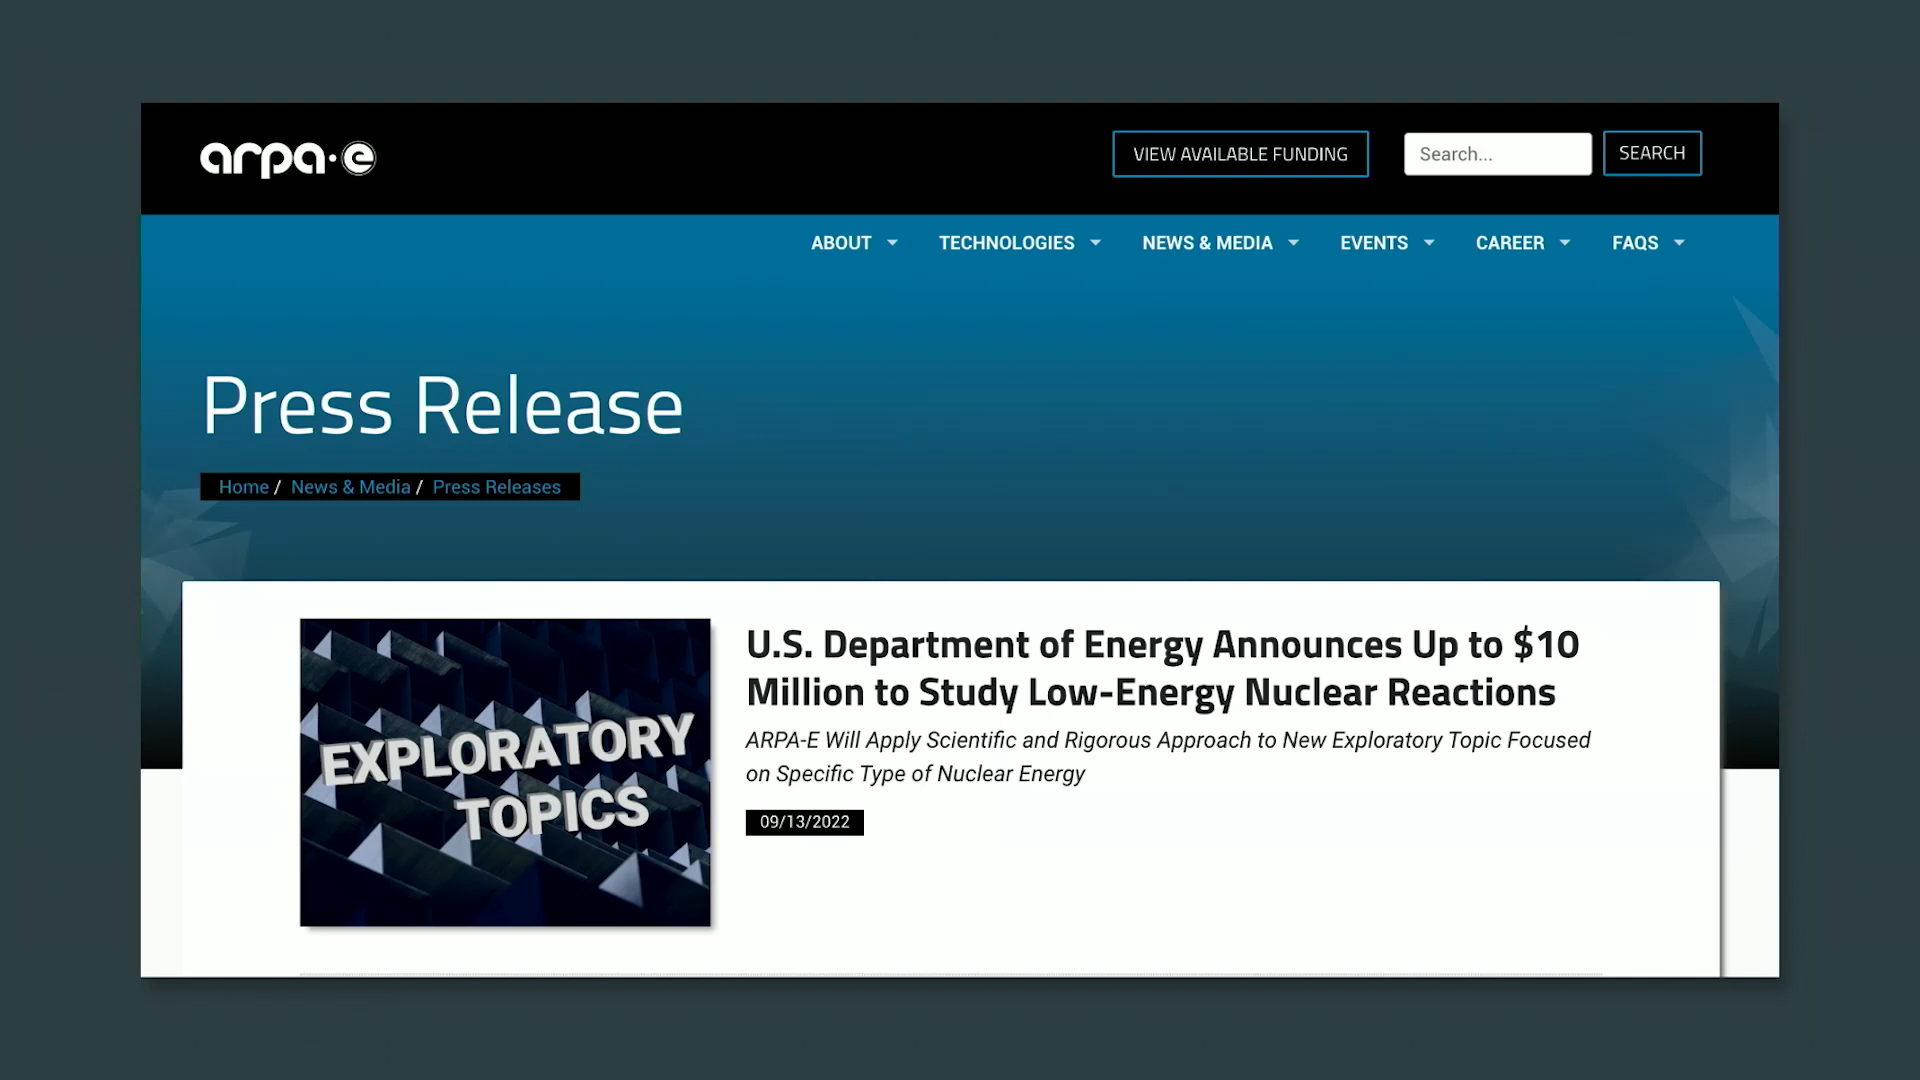 arpa·e
VIEW AVAILABLE FUNDING
Search...
SEARCH
ABOUT
TECHNOLOGIES
NEWS & MEDIA
EVENTS
CAREER
FAQS
Press Release
Home / News & Media / Press Releases
EXPLORATORY
TOPICS
U.S. Department of Energy Announces Up to $10
Million to Study Low-Energy Nuclear Reactions
ARPA-E Will Apply Scientific and Rigorous Approach to New Exploratory Topic Focused
on Specific Type of Nuclear Energy
09/13/2022